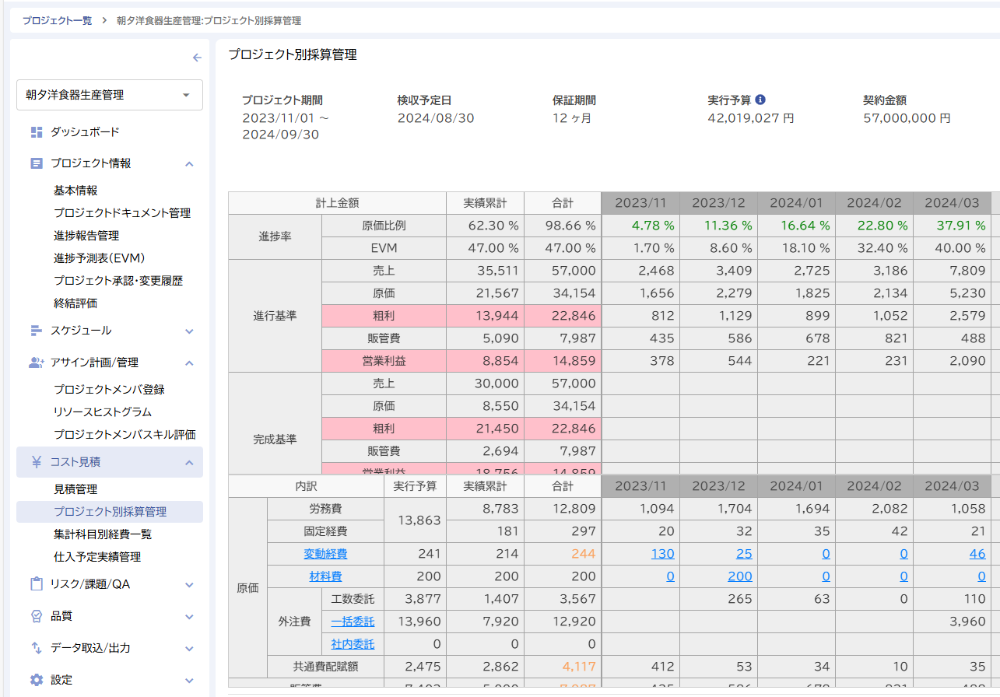 プロジェクト一覧 > 朝夕洋食器生産管理:プロジェクト別採算管理
朝夕洋食器生産管理
ダッシュボード
プロジェクト情報
基本情報
プロジェクトドキュメント管理
進捗報告管理
進捗予測表(EVM)
プロジェクト承認・変更履歴
終結評価
スケジュール
アサイン計画/管理
プロジェクトメンバ登録
リソースヒストグラム
プロジェクトメンバスキル評価
コスト見積
見積管理
プロジェクト別採算管理
集計科目別経費一覧
仕入予定実績管理
リスク/課題/QA
品質
データ取込/出力
設定
プロジェクト別採算管理
プロジェクト期間 検収予定日 保証期間 実行予算 契約金額
2023/11/01 ～ 2024/08/30 12 ヶ月 42,019,027 円 57,000,000 円
2024/09/30
計上金額 実績累計 合計 2023/11 2023/12 2024/01 2024/02 2024/03
進捗率
原価比例 62.30 % 98.66 % 4.78 % 11.36 % 16.64 % 22.80 % 37.91 %
EVM 47.00 % 47.00 % 1.70 % 8.60 % 18.10 % 32.40 % 40.00 %
進行基準
売上 35,511 57,000 2,468 3,409 2,725 3,186 7,809
原価 21,567 34,154 1,656 2,279 1,825 2,134 5,230
粗利 13,944 22,846 812 1,129 899 1,052 2,579
販管費 5,090 7,987 435 586 678 821 488
営業利益 8,854 14,859 378 544 221 231 2,090
完成基準
売上 30,000 57,000
原価 8,550 34,154
粗利 21,450 22,846
販管費 2,694 7,987
営業利益 18,756 14,859
内訳 実行予算 実績累計 合計 2023/11 2023/12 2024/01 2024/02 2024/03
原価
労務費 13,863 8,783 12,809 1,094 1,704 1,694 2,082 1,058
固定経費 181 297 20 32 35 42 21
変動経費 241 214 244 130 25 0 0 46
材料費 200 200 200 0 200 0 0 0
外注費
工数委託 3,877 1,407 3,567 265 63 0 110
一括委託 13,960 7,920 12,920 3,960
社内委託 0 0 0
共通費配賦額 2,475 2,862 4,117 412 53 34 10 35
販管費 5,090 7,987 435 586 678 821 488